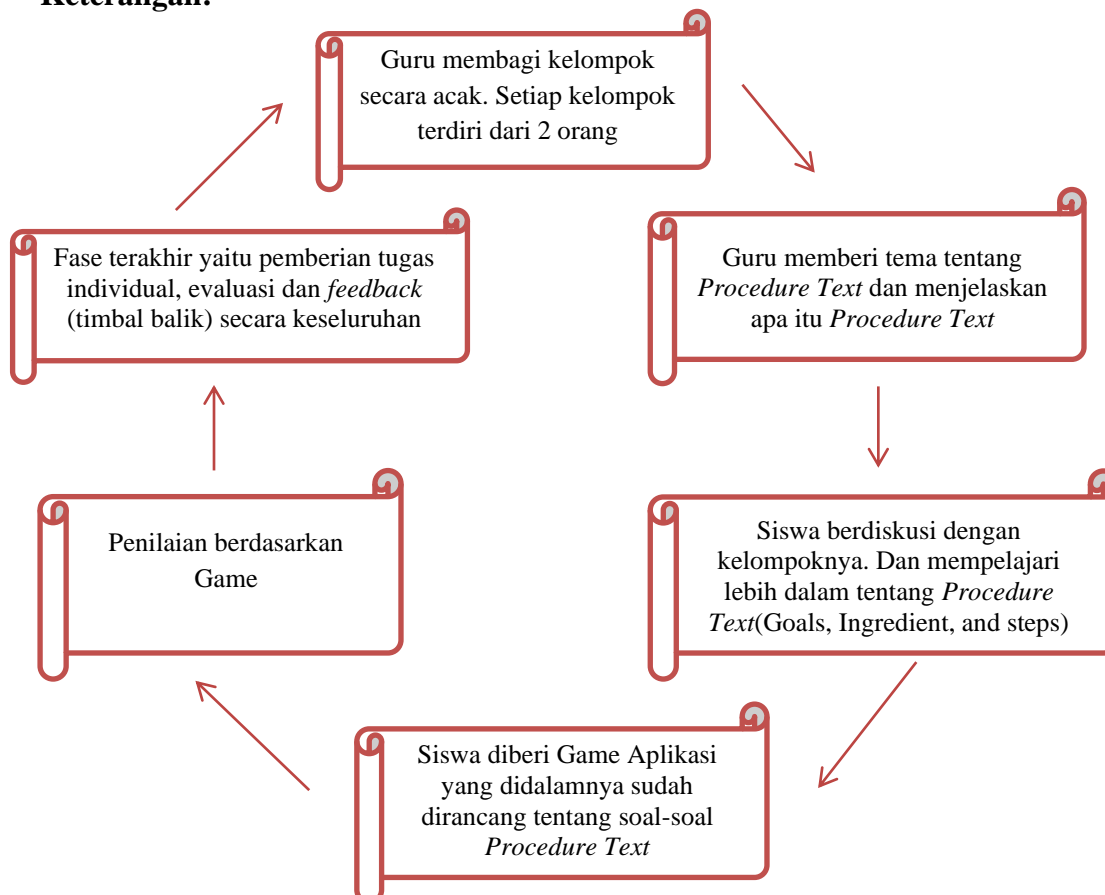 Keterangan:
Guru membagi kelompok
secara acak. Setiap kelompok
terdiri dari 2 orang
Guru memberi tema tentang
Procedure Text dan menjelaskan
apa itu Procedure Text
Siswa berdiskusi dengan
kelompoknya. Dan mempelajari
lebih dalam tentang Procedure
Text(Goals, Ingredient, and steps)
Siswa diberi Game Aplikasi
yang didalamnya sudah
dirancang tentang soal-soal
Procedure Text
Penilaian berdasarkan
Game
Fase terakhir yaitu pemberian tugas
individual, evaluasi dan feedback
(timbal balik) secara keseluruhan